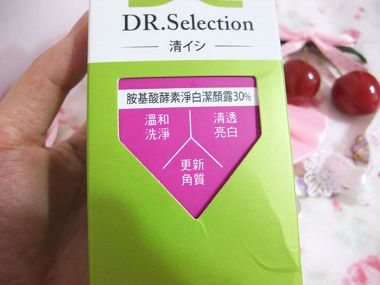 DR.Selection
清イシ
胺基酸酵素淨白潔顏露30%
溫和
洗淨
清透
亮白
更新
角質